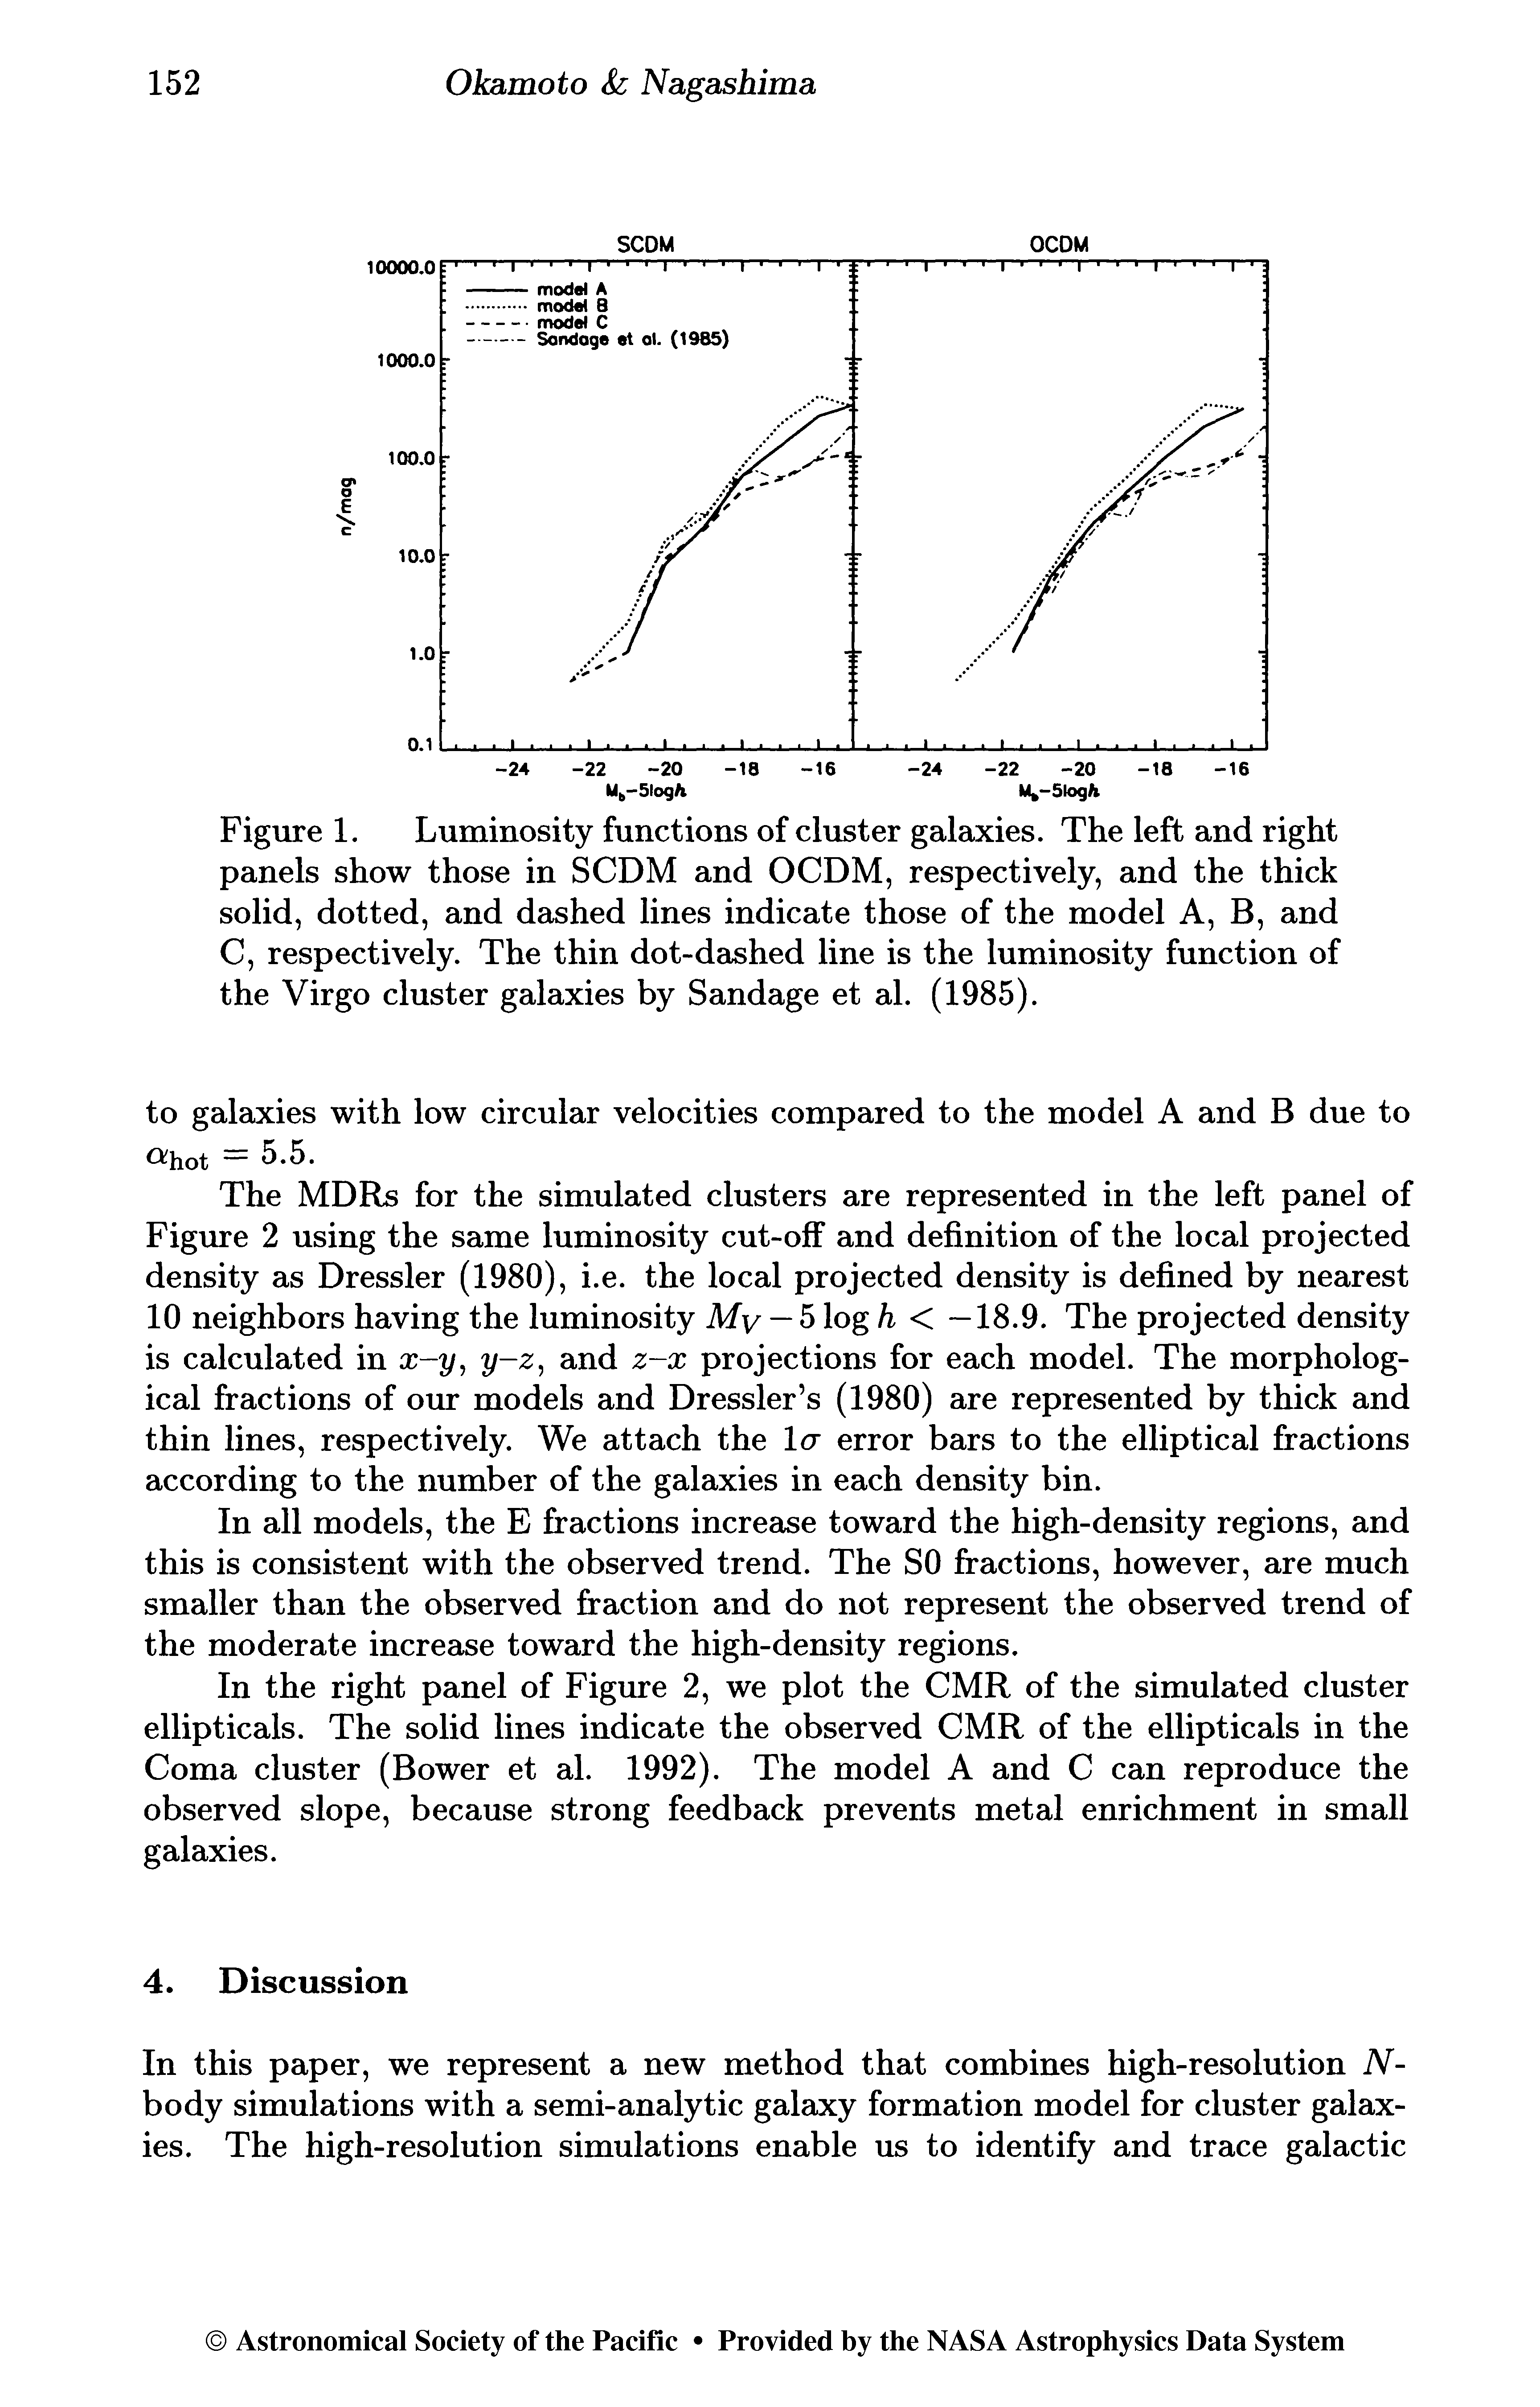 152 Okamoto & Nagashima
SCDM OCDM
10000.0
1000.0
100.0
10.0
1.0
0.1
n/mag
model A
model B
model C
Sandage et al. (1985)
-24 -22 -20 -18 -16 -24 -22 -20 -18 -16
Mb-5logh Mb-5logh
Figure 1. Luminosity functions of cluster galaxies. The left and right
panels show those in SCDM and OCDM, respectively, and the thick
solid, dotted, and dashed lines indicate those of the model A, B, and
C, respectively. The thin dot-dashed line is the luminosity function of
the Virgo cluster galaxies by Sandage et al. (1985).
to galaxies with low circular velocities compared to the model A and B due to
αhot = 5.5.
The MDRs for the simulated clusters are represented in the left panel of
Figure 2 using the same luminosity cut-off and definition of the local projected
density as Dressler (1980), i.e. the local projected density is defined by nearest
10 neighbors having the luminosity MV − 5 log h < −18.9. The projected density
is calculated in x–y, y–z, and z–x projections for each model. The morpholog-
ical fractions of our models and Dressler's (1980) are represented by thick and
thin lines, respectively. We attach the 1σ error bars to the elliptical fractions
according to the number of the galaxies in each density bin.
In all models, the E fractions increase toward the high-density regions, and
this is consistent with the observed trend. The S0 fractions, however, are much
smaller than the observed fraction and do not represent the observed trend of
the moderate increase toward the high-density regions.
In the right panel of Figure 2, we plot the CMR of the simulated cluster
ellipticals. The solid lines indicate the observed CMR of the ellipticals in the
Coma cluster (Bower et al. 1992). The model A and C can reproduce the
observed slope, because strong feedback prevents metal enrichment in small
galaxies.
4. Discussion
In this paper, we represent a new method that combines high-resolution N-
body simulations with a semi-analytic galaxy formation model for cluster galax-
ies. The high-resolution simulations enable us to identify and trace galactic
© Astronomical Society of the Pacific • Provided by the NASA Astrophysics Data System